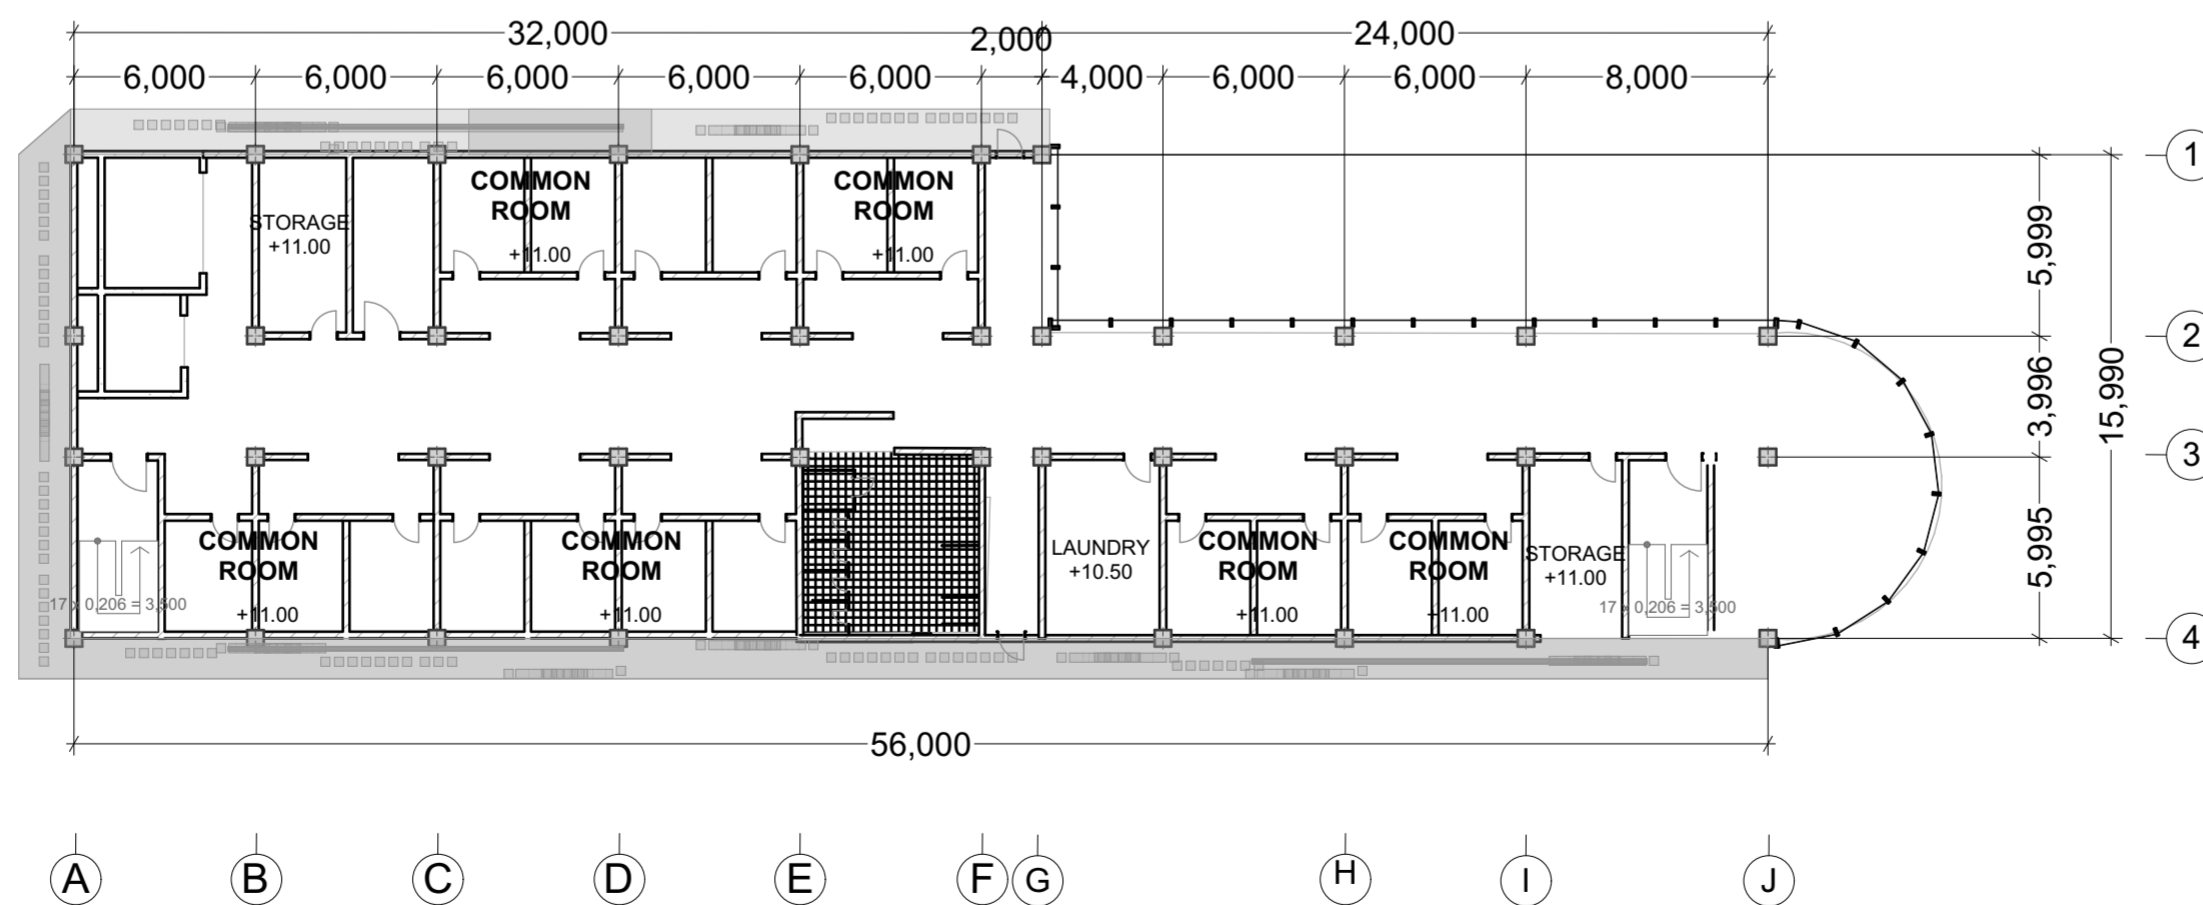 32,000
2,000
24,000
6,000
6,000
6,000
6,000
6,000
4,000
6,000
6,000
8,000
1
COMMON
ROOM
+11.00
COMMON
ROOM
+11.00
STORAGE
+11.00
5,999
2
3,996
15,990
3
COMMON
ROOM
+11.00
COMMON
ROOM
+11.00
LAUNDRY
+10.50
COMMON
ROOM
+11.00
COMMON
ROOM
+11.00
STORAGE
+11.00
5,995
17 x 0,206 = 3,500
17 x 0,206 = 3,500
4
56,000
A
B
C
D
E
F
G
H
I
J